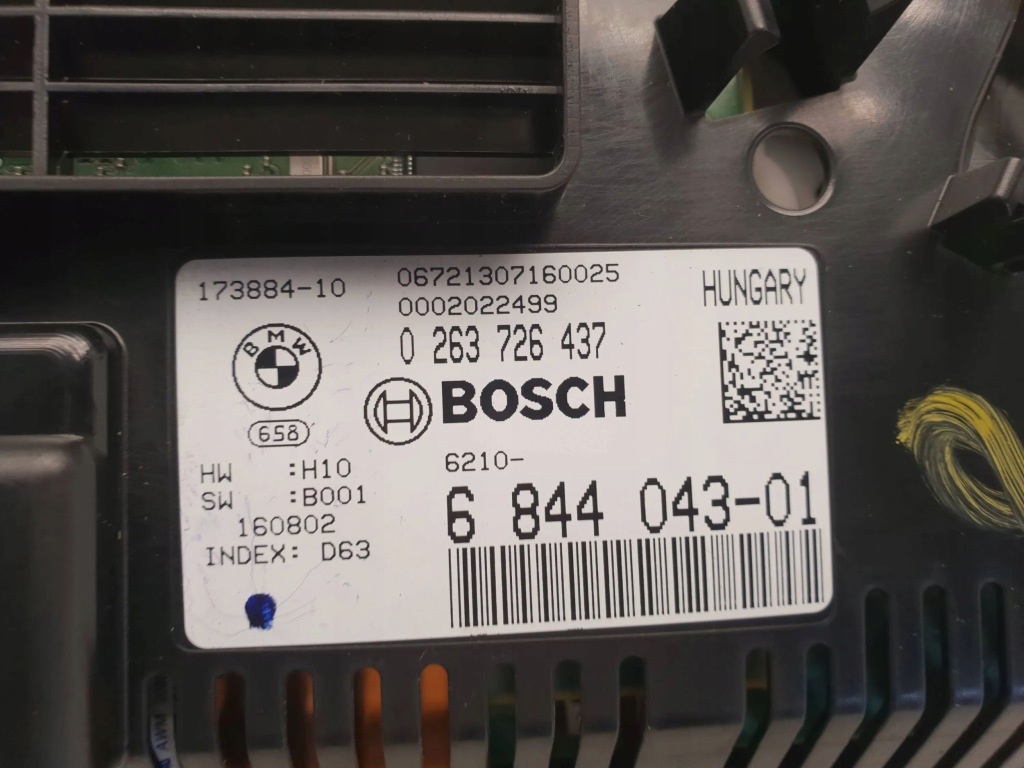 173884-10
06721307160025
0002022499
HUNGARY
0 263 726 437
BMW
BOSCH
658
6210-
HW :H10
SW :B001
6 844 043-01
160802
INDEX: D63
AWM